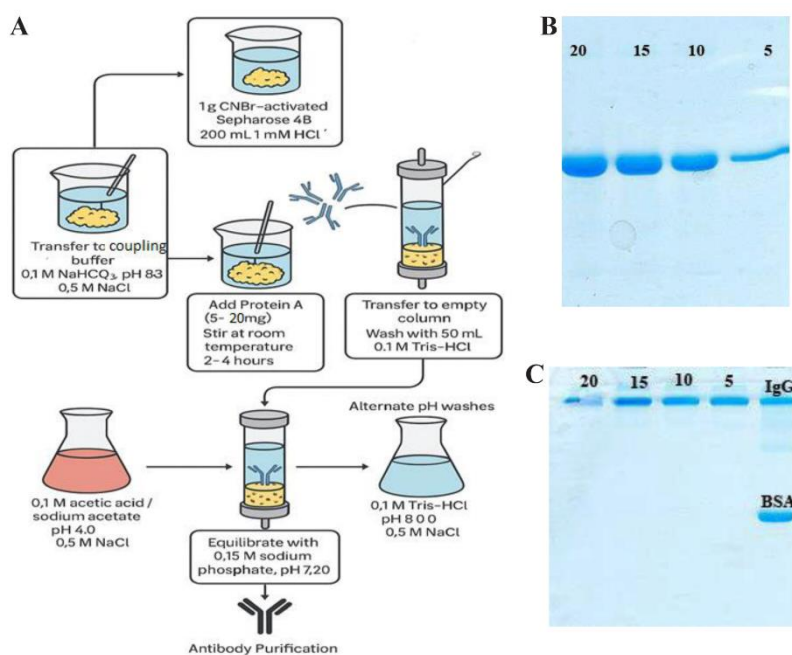 A
1g CNBr-activated
Sepharose 4B
200 mL 1 mM HCl
Transfer to coupling
buffer
0,1 M NaHCO₃, pH 83
0,5 M NaCl
Add Protein A
(5- 20mg)
Stir at room
temperature
2-4 hours
Transfer to empty
column
Wash with 50 mL
0.1 M Tris-HCl
Alternate pH washes
0,1 M acetic acid /
sodium acetate
pH 4.0
0,5 M NaCl
0,1 M Tris-HCl
pH 8 0 0
0,5 M NaCl
Equilibrate with
0,15 M sodium
phosphate, pH 7,20
Antibody Purification
B
20 15 10 5
C
20 15 10 5 IgG
BSA